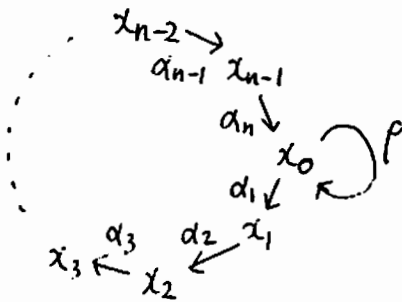 x_{n-2}
α_{n-1} x_{n-1}
α_n
x_0 ρ
α_1
x_3 α_3 x_2 α_2 x_1